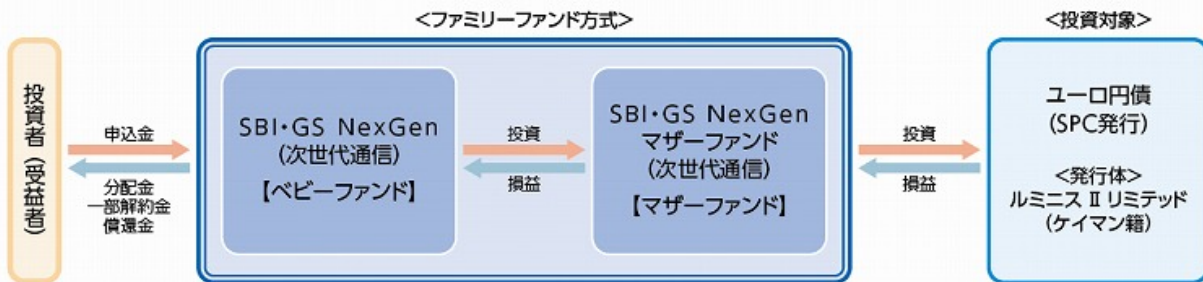 <ファミリーファンド方式>
<投資対象>
投資者(受益者)
申込金
分配金
一部解約金
償還金
SBI・GS NexGen
(次世代通信)
【ベビーファンド】
投資
損益
SBI・GS NexGen
マザーファンド
(次世代通信)
【マザーファンド】
投資
損益
ユーロ円債
(SPC発行)
<発行体>
ルミニス Ⅱ リミテッド
(ケイマン籍)